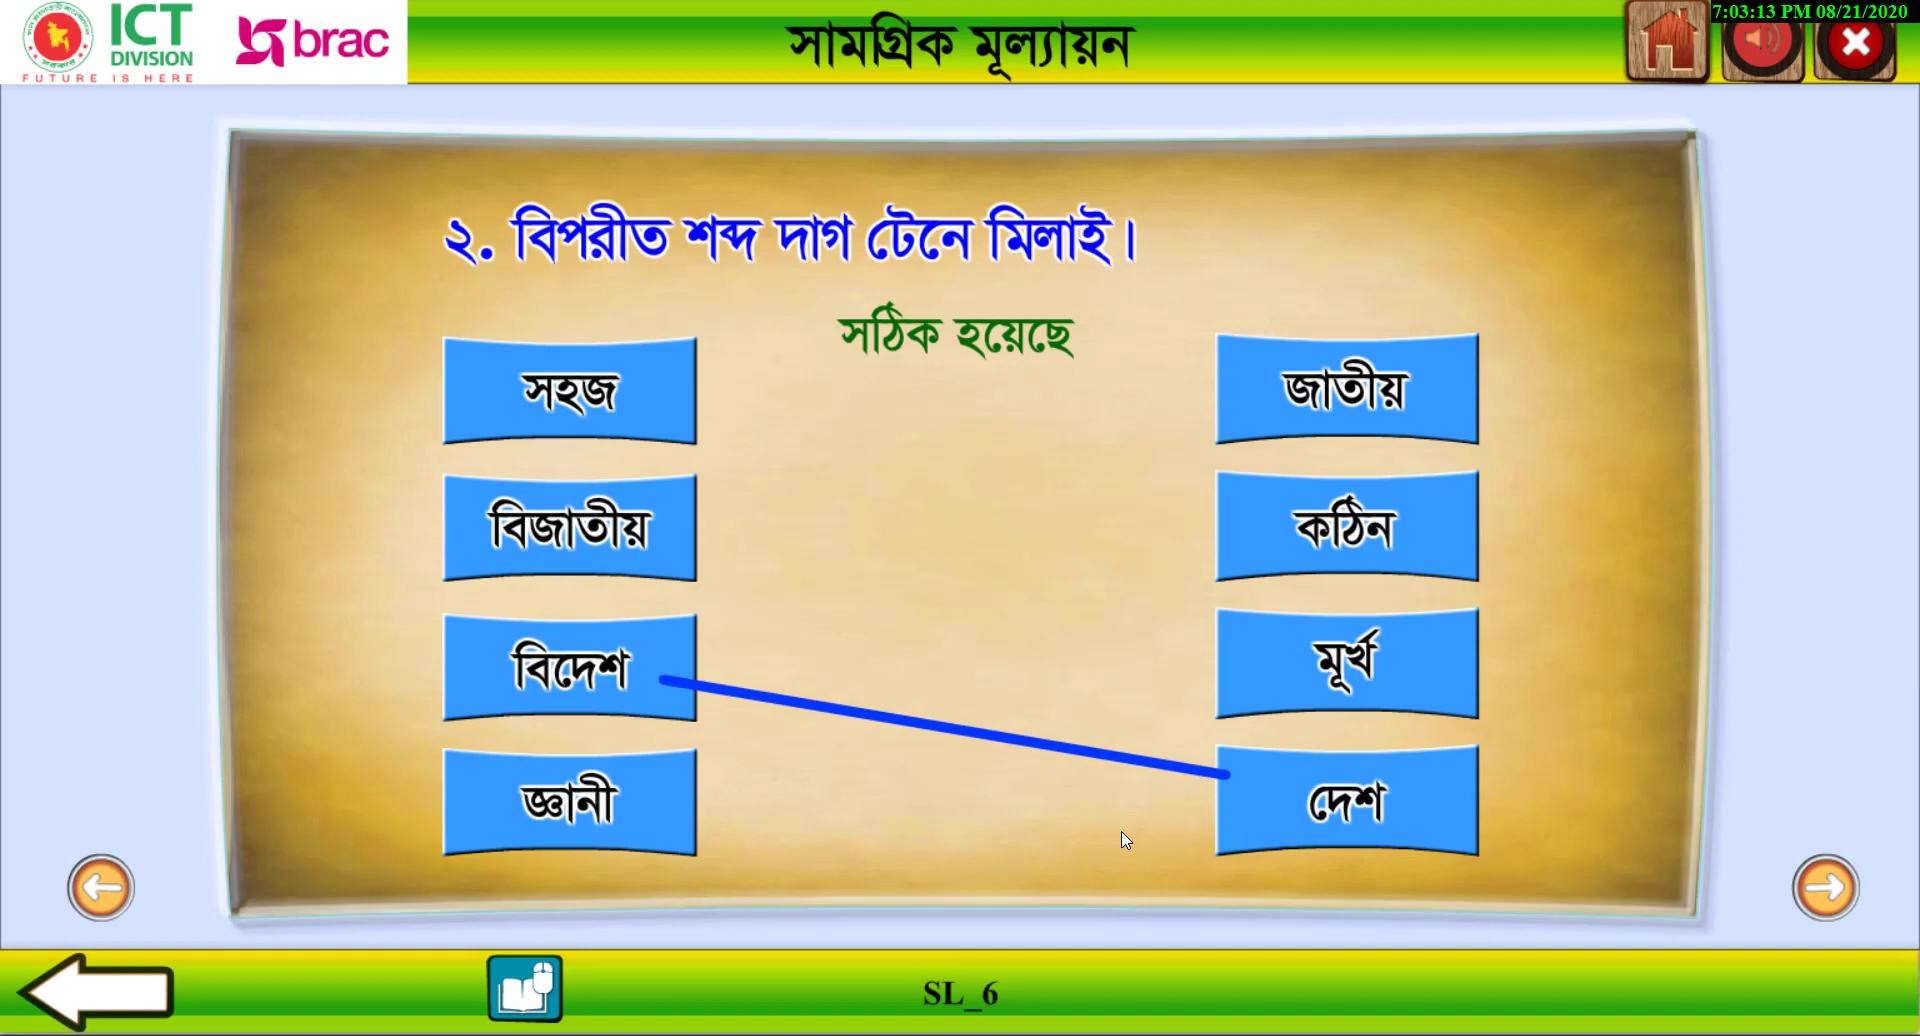 ICT
DIVISION
FUTURE IS HERE
brac
সামগ্রিক মূল্যায়ন
7:03:13 PM 08/21/2020
২. বিপরীত শব্দ দাগ টেনে মিলাই।
সঠিক হয়েছে
সহজ
জাতীয়
বিজাতীয়
কঠিন
বিদেশ
মূর্খ
জ্ঞানী
দেশ
SL_6